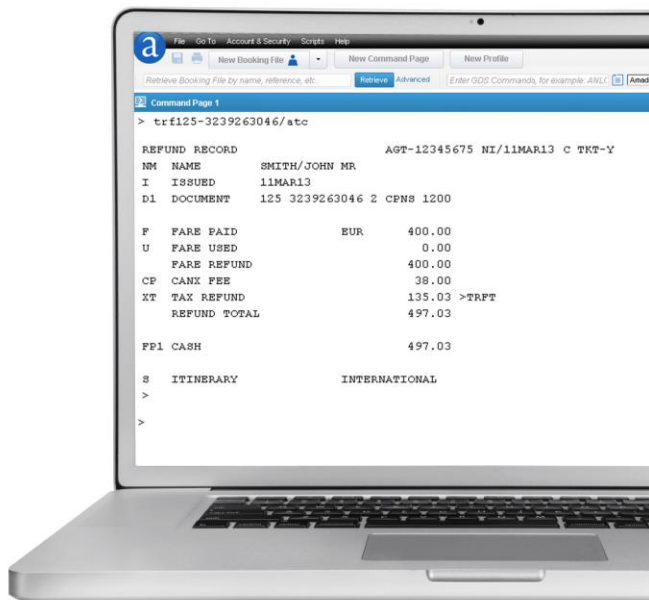 a File Go To Account & Security Scripts Help
New Booking File New Command Page New Profile
Retrieve Booking File by name, reference, etc. Retrieve Advanced Enter GDS Commands, for example: ANLC Amad
Command Page 1
> trf125-3239263046/atc
REFUND RECORD AGT-12345675 NI/11MAR13 C TKT-Y
NM NAME SMITH/JOHN MR
I ISSUED 11MAR13
D1 DOCUMENT 125 3239263046 2 CPNS 1200
F FARE PAID EUR 400.00
U FARE USED 0.00
FARE REFUND 400.00
CP CANX FEE 38.00
XT TAX REFUND 135.03 >TRFT
REFUND TOTAL 497.03
FP1 CASH 497.03
S ITINERARY INTERNATIONAL
>
>